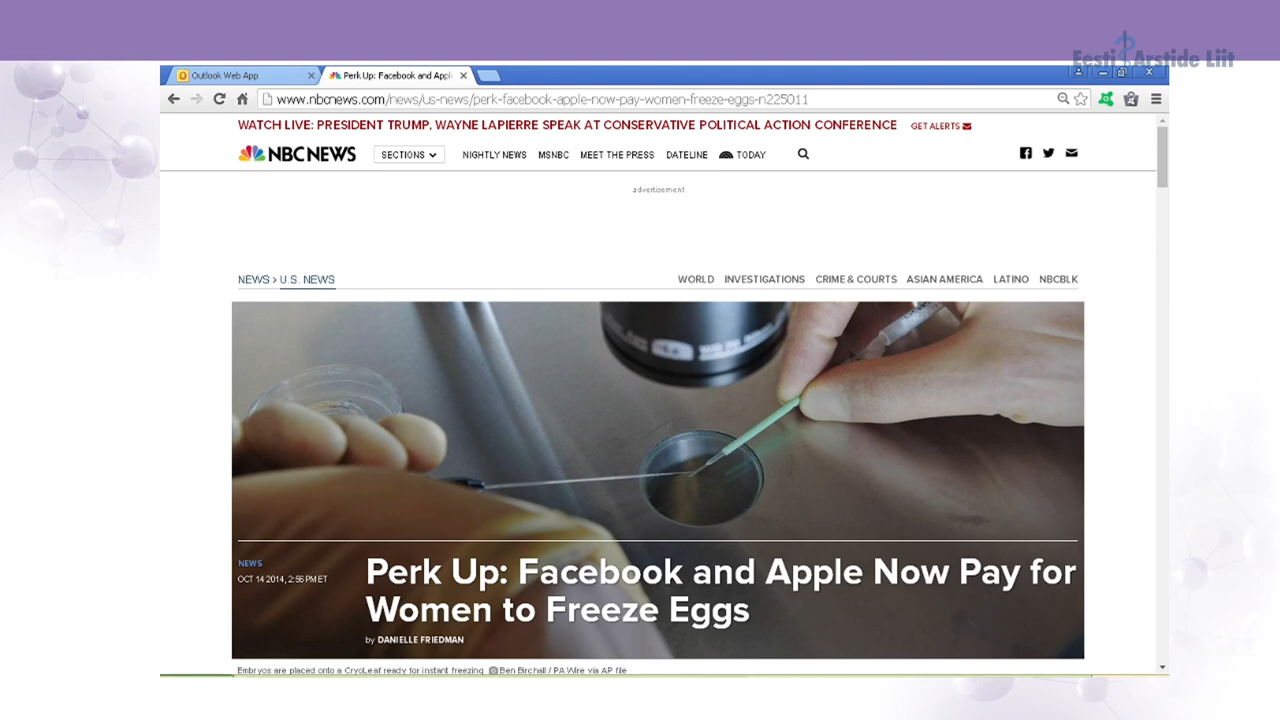 Eesti Arstide Liit
Outlook Web App
Perk Up: Facebook and Appl
www.nbcnews.com/news/us-news/perk-facebook-apple-now-pay-women-freeze-eggs-n225011
WATCH LIVE: PRESIDENT TRUMP, WAYNE LAPIERRE SPEAK AT CONSERVATIVE POLITICAL ACTION CONFERENCE GET ALERTS
NBC NEWS SECTIONS NIGHTLY NEWS MSNBC MEET THE PRESS DATELINE TODAY
advertisement
NEWS > U.S. NEWS WORLD INVESTIGATIONS CRIME & COURTS ASIAN AMERICA LATINO NBCBLK
NEWS
OCT 14 2014, 2:56 PM ET
Perk Up: Facebook and Apple Now Pay for
Women to Freeze Eggs
by DANIELLE FRIEDMAN
Embryos are placed onto a CryoLeaf ready for instant freezing. Ben Birchall / PA Wire via AP file